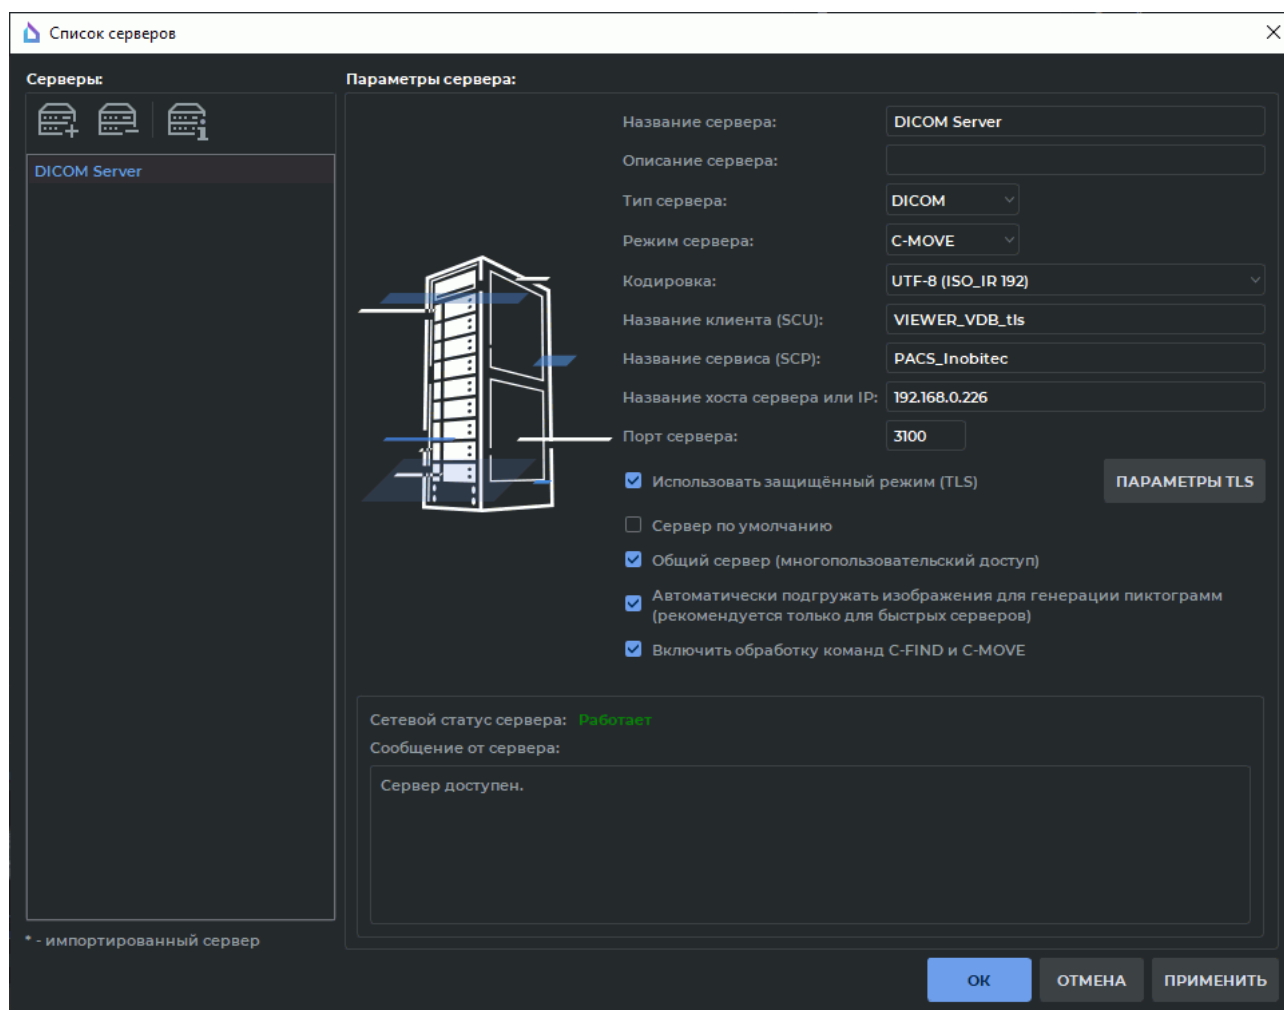 Список серверов
Серверы:
Параметры сервера:
DICOM Server
Название сервера: DICOM Server
Описание сервера:
Тип сервера: DICOM
Режим сервера: C-MOVE
Кодировка: UTF-8 (ISO_IR 192)
Название клиента (SCU): VIEWER_VDB_tls
Название сервиса (SCP): PACS_Inobitec
Название хоста сервера или IP: 192.168.0.226
Порт сервера: 3100
Использовать защищённый режим (TLS) ПАРАМЕТРЫ TLS
Сервер по умолчанию
Общий сервер (многопользовательский доступ)
Автоматически подгружать изображения для генерации пиктограмм
(рекомендуется только для быстрых серверов)
Включить обработку команд C-FIND и C-MOVE
Сетевой статус сервера: Работает
Сообщение от сервера:
Сервер доступен.
* - импортированный сервер
ОК ОТМЕНА ПРИМЕНИТЬ